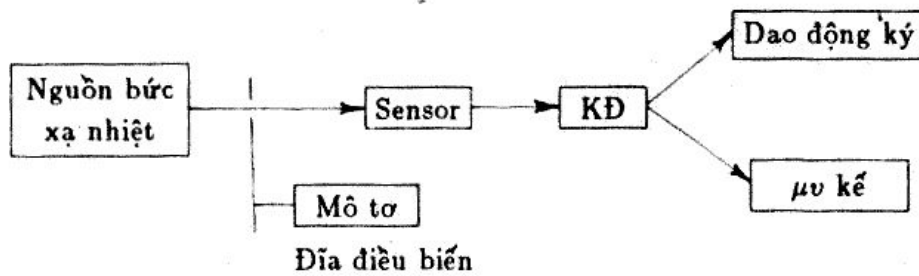 Nguồn bức
xạ nhiệt
Sensor
KĐ
Dao động ký
μv kế
Mô tơ
Đĩa điều biến